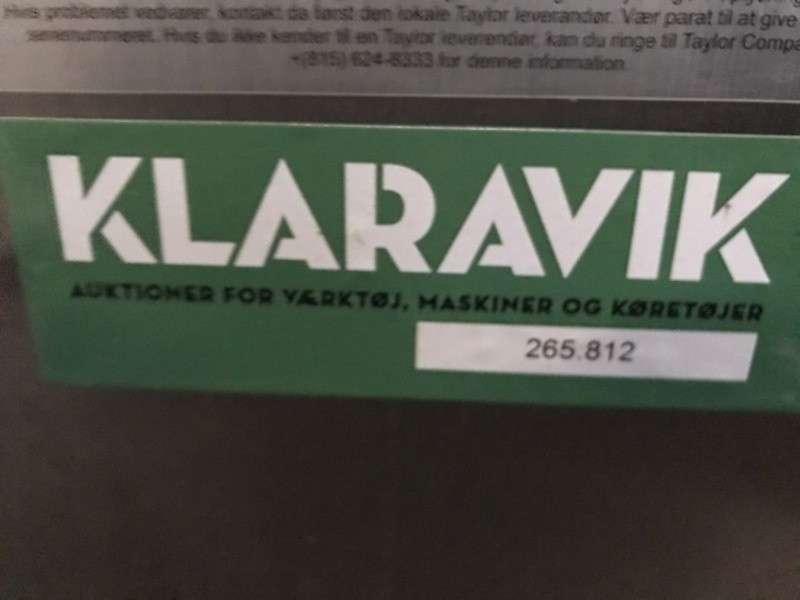 Hvis problemet vedvarer, kontakt da først den lokale Taylor leverandør. Vær parat til at give
serienummeret. Hvis du ikke kender til en Taylor leverendør, kan du ringe til Taylor Compa
+(815) 624-8333 for denne information.
KLARAVIK
AUKTIONER FOR VÆRKTØJ, MASKINER OG KØRETØJER
265.812